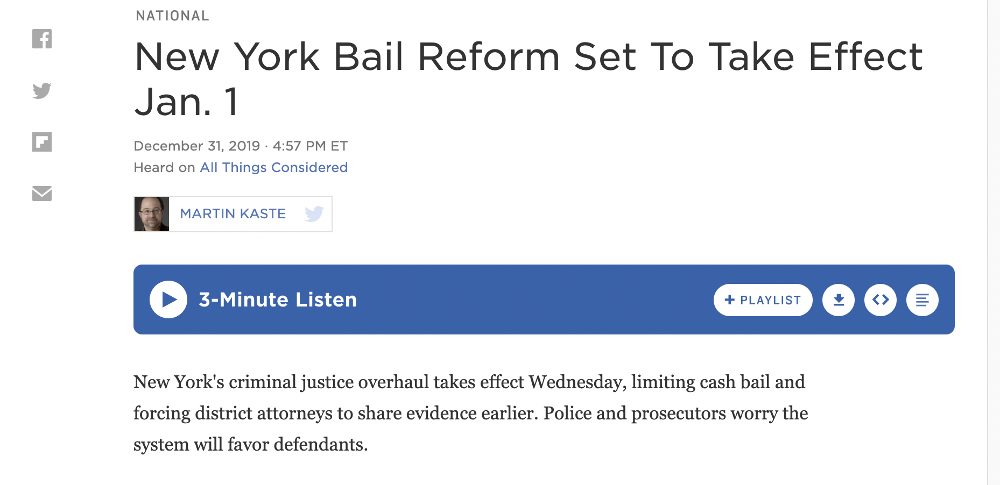 NATIONAL
New York Bail Reform Set To Take Effect
Jan. 1
December 31, 2019 · 4:57 PM ET
Heard on All Things Considered
MARTIN KASTE
3-Minute Listen
+ PLAYLIST
New York's criminal justice overhaul takes effect Wednesday, limiting cash bail and
forcing district attorneys to share evidence earlier. Police and prosecutors worry the
system will favor defendants.